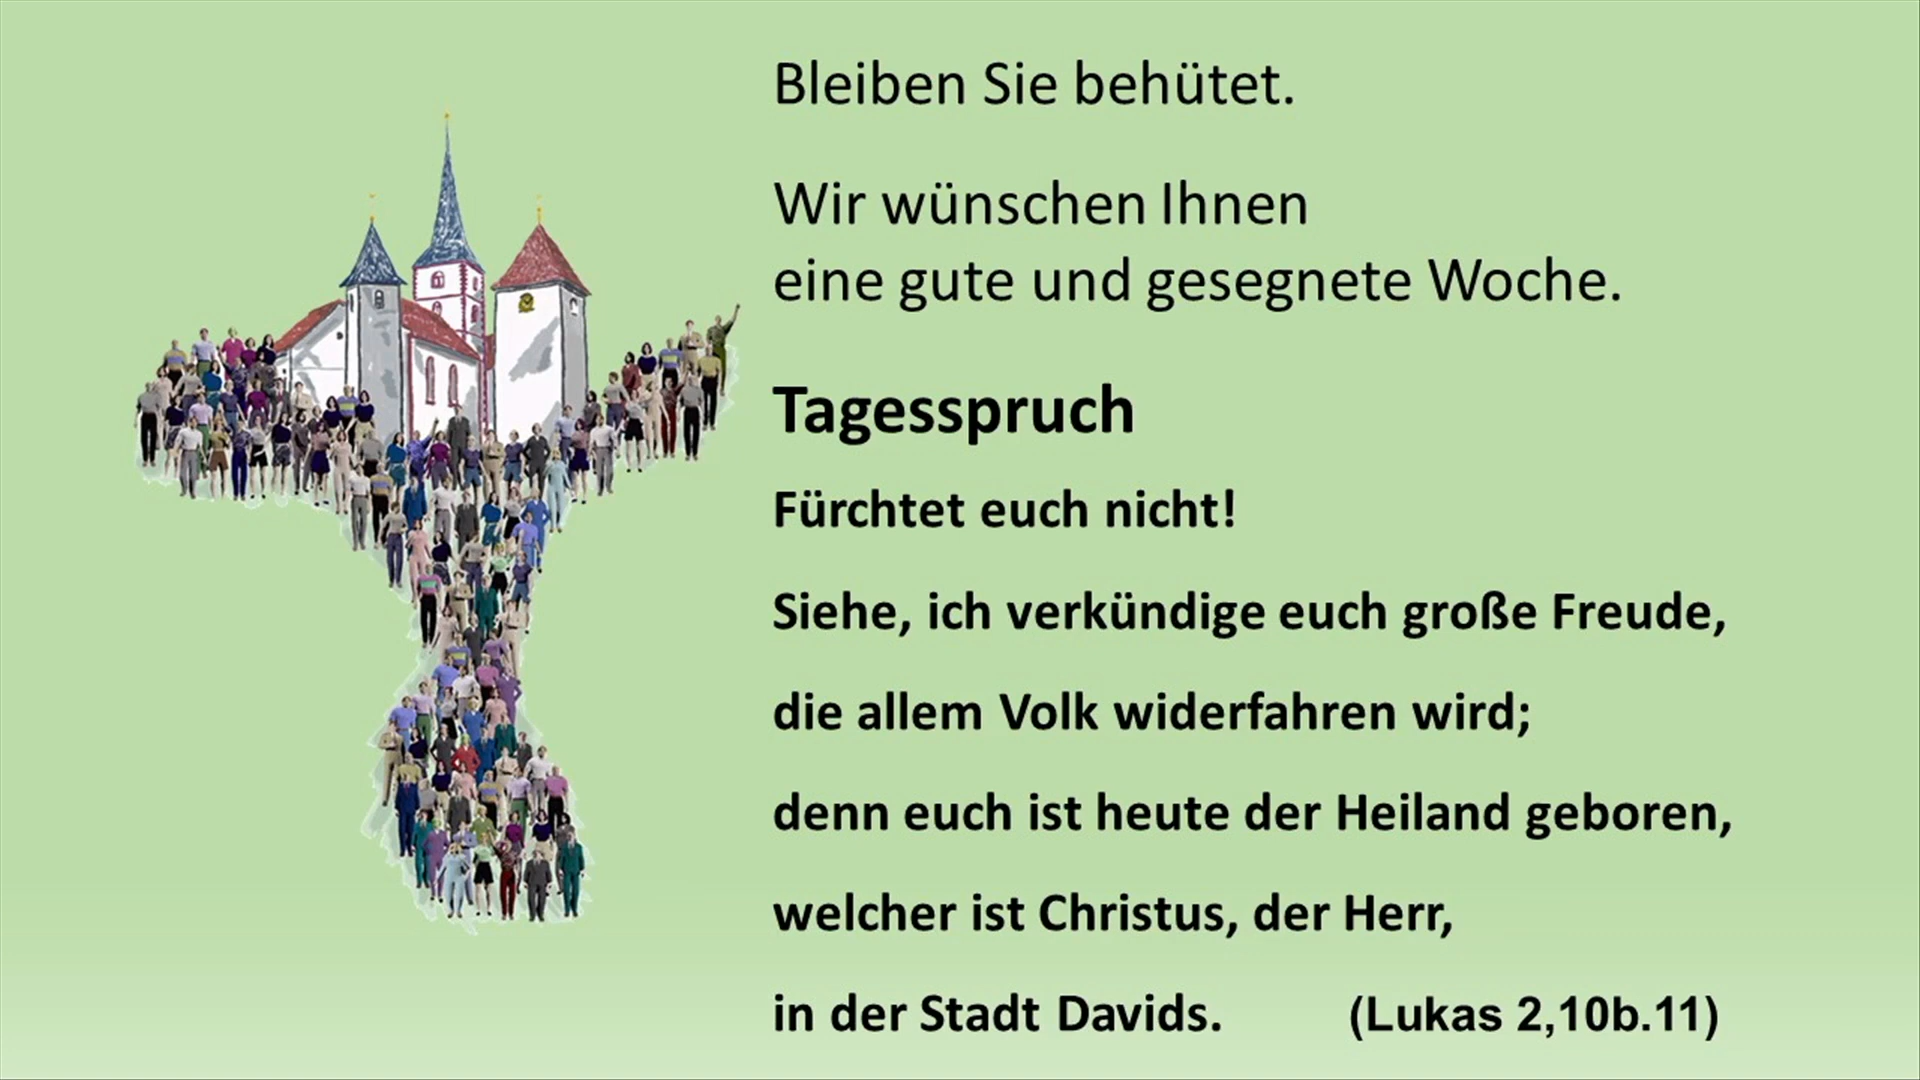 Bleiben Sie behütet.
Wir wünschen Ihnen
eine gute und gesegnete Woche.
Tagesspruch
Fürchtet euch nicht!
Siehe, ich verkündige euch große Freude,
die allem Volk widerfahren wird;
denn euch ist heute der Heiland geboren,
welcher ist Christus, der Herr,
in der Stadt Davids. (Lukas 2,10b.11)